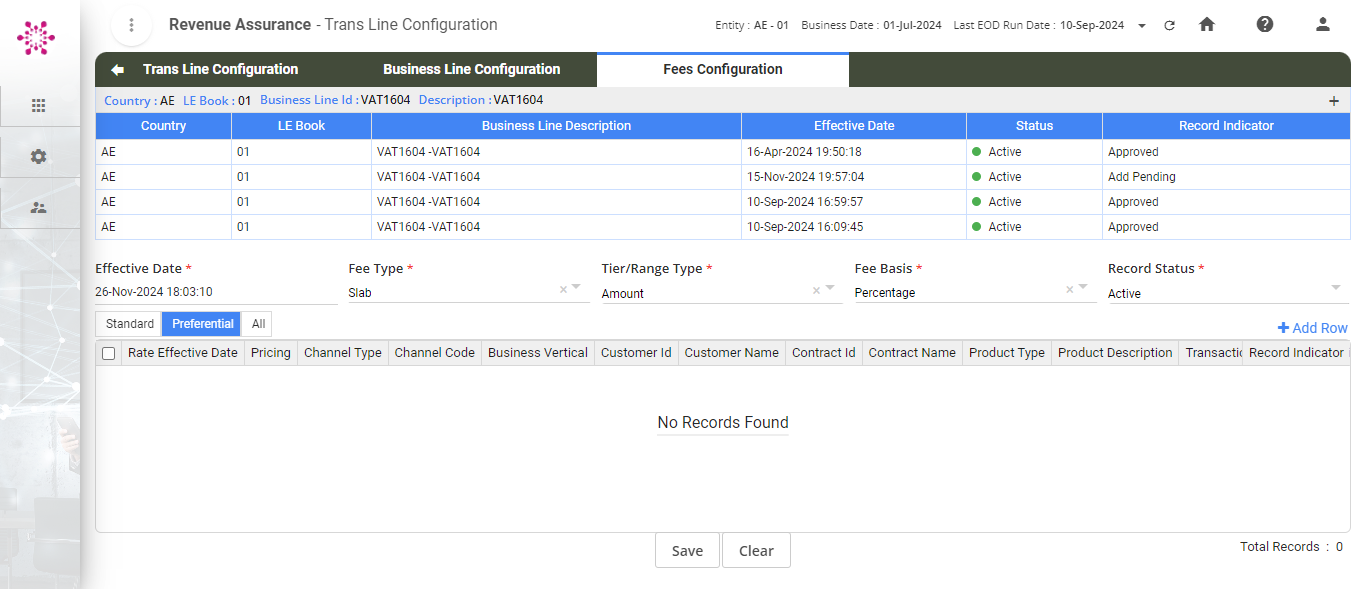 Revenue Assurance - Trans Line Configuration
Entity : AE - 01 Business Date : 01-Jul-2024 Last EOD Run Date : 10-Sep-2024
Trans Line Configuration Business Line Configuration Fees Configuration
Country : AE LE Book : 01 Business Line Id : VAT1604 Description : VAT1604 +
Country LE Book Business Line Description Effective Date Status Record Indicator
AE 01 VAT1604 -VAT1604 16-Apr-2024 19:50:18 Active Approved
AE 01 VAT1604 -VAT1604 15-Nov-2024 19:57:04 Active Add Pending
AE 01 VAT1604 -VAT1604 10-Sep-2024 16:59:57 Active Approved
AE 01 VAT1604 -VAT1604 10-Sep-2024 16:09:45 Active Approved
Effective Date * Fee Type * Tier/Range Type * Fee Basis * Record Status *
26-Nov-2024 18:03:10 Slab × Amount × Percentage × Active
Standard Preferential All
+ Add Row
Rate Effective Date Pricing Channel Type Channel Code Business Vertical Customer Id Customer Name Contract Id Contract Name Product Type Product Description Transactic Record Indicator
No Records Found
Save Clear
Total Records : 0